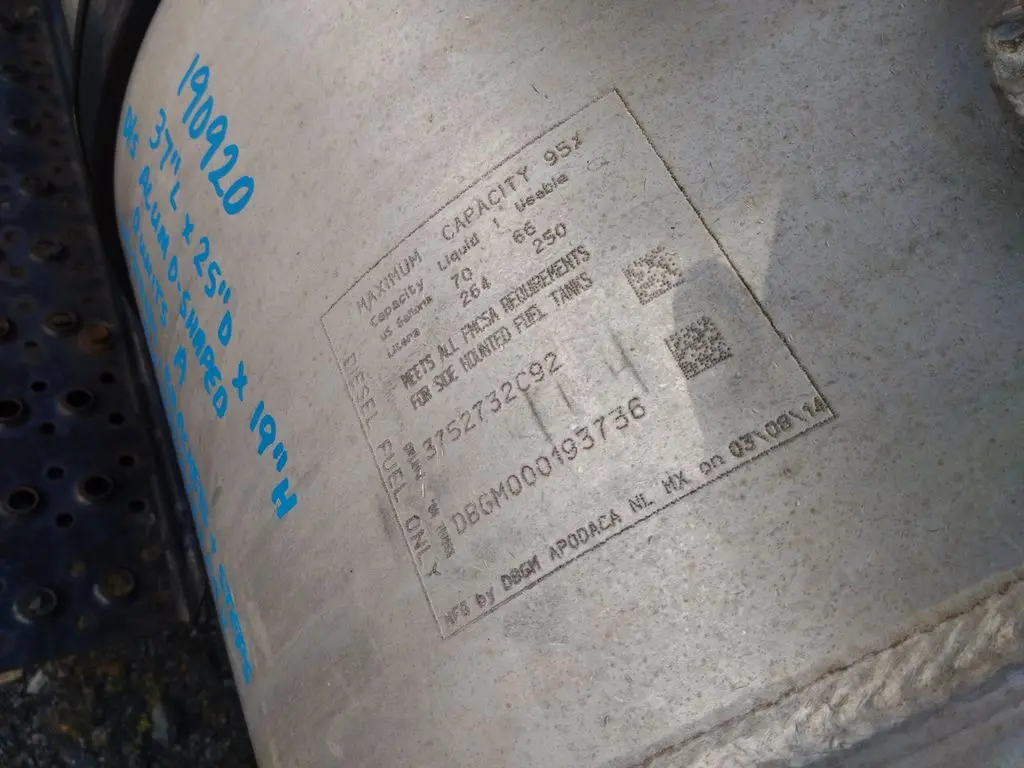 190920
37" L X 25" D X 19" H
D/S ALUM D-SHAPED
MAXIMUM CAPACITY 95%
Capacity Liquid 1 Usable
US Gallons 70 66
Liters 264 250
MEETS ALL FMCSA REQUIREMENTS
FOR SIDE MOUNTED FUEL TANKS
3752732C92
DBGM000193736
DIESEL FUEL ONLY
MFG by DBGM APODACA NL MX on 03\08\14